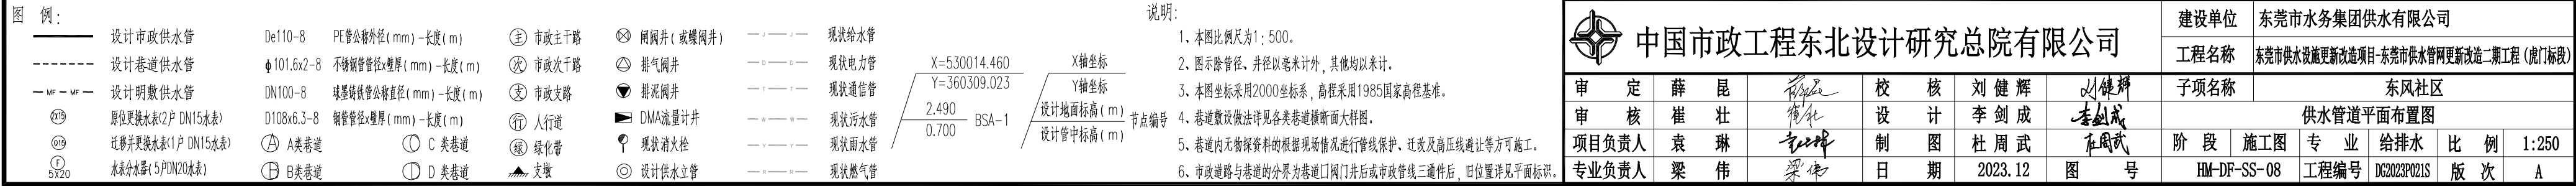 图 例:
设计市政供水管
设计巷道供水管
MF MF 设计明敷供水管
2X15 原位更换水表(2户 DN15水表)
Q15 迁移并更换水表(1户 DN15水表)
F 5X20 水表分水器(5户DN20水表)
De110-8 PE管公称外径(mm)-长度(m)
ф101.6x2-8 不锈钢管管径x壁厚(mm)-长度(m)
DN100-8 球墨铸铁管公称直径(mm)-长度(m)
D108x6.3-8 钢管管径x壁厚(mm)-长度(m)
A A类巷道
B B类巷道
C C 类巷道
D D 类巷道
主 市政主干路
次 市政次干路
支 市政支路
行 人行道
绿 绿化带
支墩
闸阀井(或蝶阀井)
排气阀井
排泥阀井
DMA流量计井
现状消火栓
设计供水立管
J J 现状给水管
D D 现状电力管
T T 现状通信管
W W 现状污水管
Y Y 现状雨水管
R R 现状燃气管
X=530014.460
Y=360309.023
2.490
0.700
BSA-1
X轴坐标
Y轴坐标
设计地面标高(m)
设计管中标高(m)
节点编号
说明:
1、本图比例尺为1:500。
2、图示除管径、井径以毫米计外,其他均以米计。
3、本图坐标采用2000坐标系,高程采用1985国家高程基准。
4、巷道敷设做法详见各类巷道横断面大样图。
5、巷道内无物探资料的根据现场情况进行管线保护、迁改及高压线避让等方可施工。
6、市政道路与巷道的分界为巷道口阀门井后或市政管线三通件后,旧位置详见平面标识。
中国市政工程东北设计研究总院有限公司
建设单位 东莞市水务集团供水有限公司
工程名称 东莞市供水设施更新改造项目-东莞市供水管网更新改造二期工程(虎门标段)
审 定 薛 昆 校 核 刘健辉 刘健辉 子项名称 东风社区
审 核 崔 壮 设 计 李剑成 李剑成 供水管道平面布置图
项目负责人 袁 琳 制 图 杜周武 杜周武 阶 段 施工图 专 业 给排水 比 例 1:250
专业负责人 梁 伟 梁伟 日 期 2023.12 图 号 HM-DF-SS-08 工程编号 DG2023P021S 版 次 A